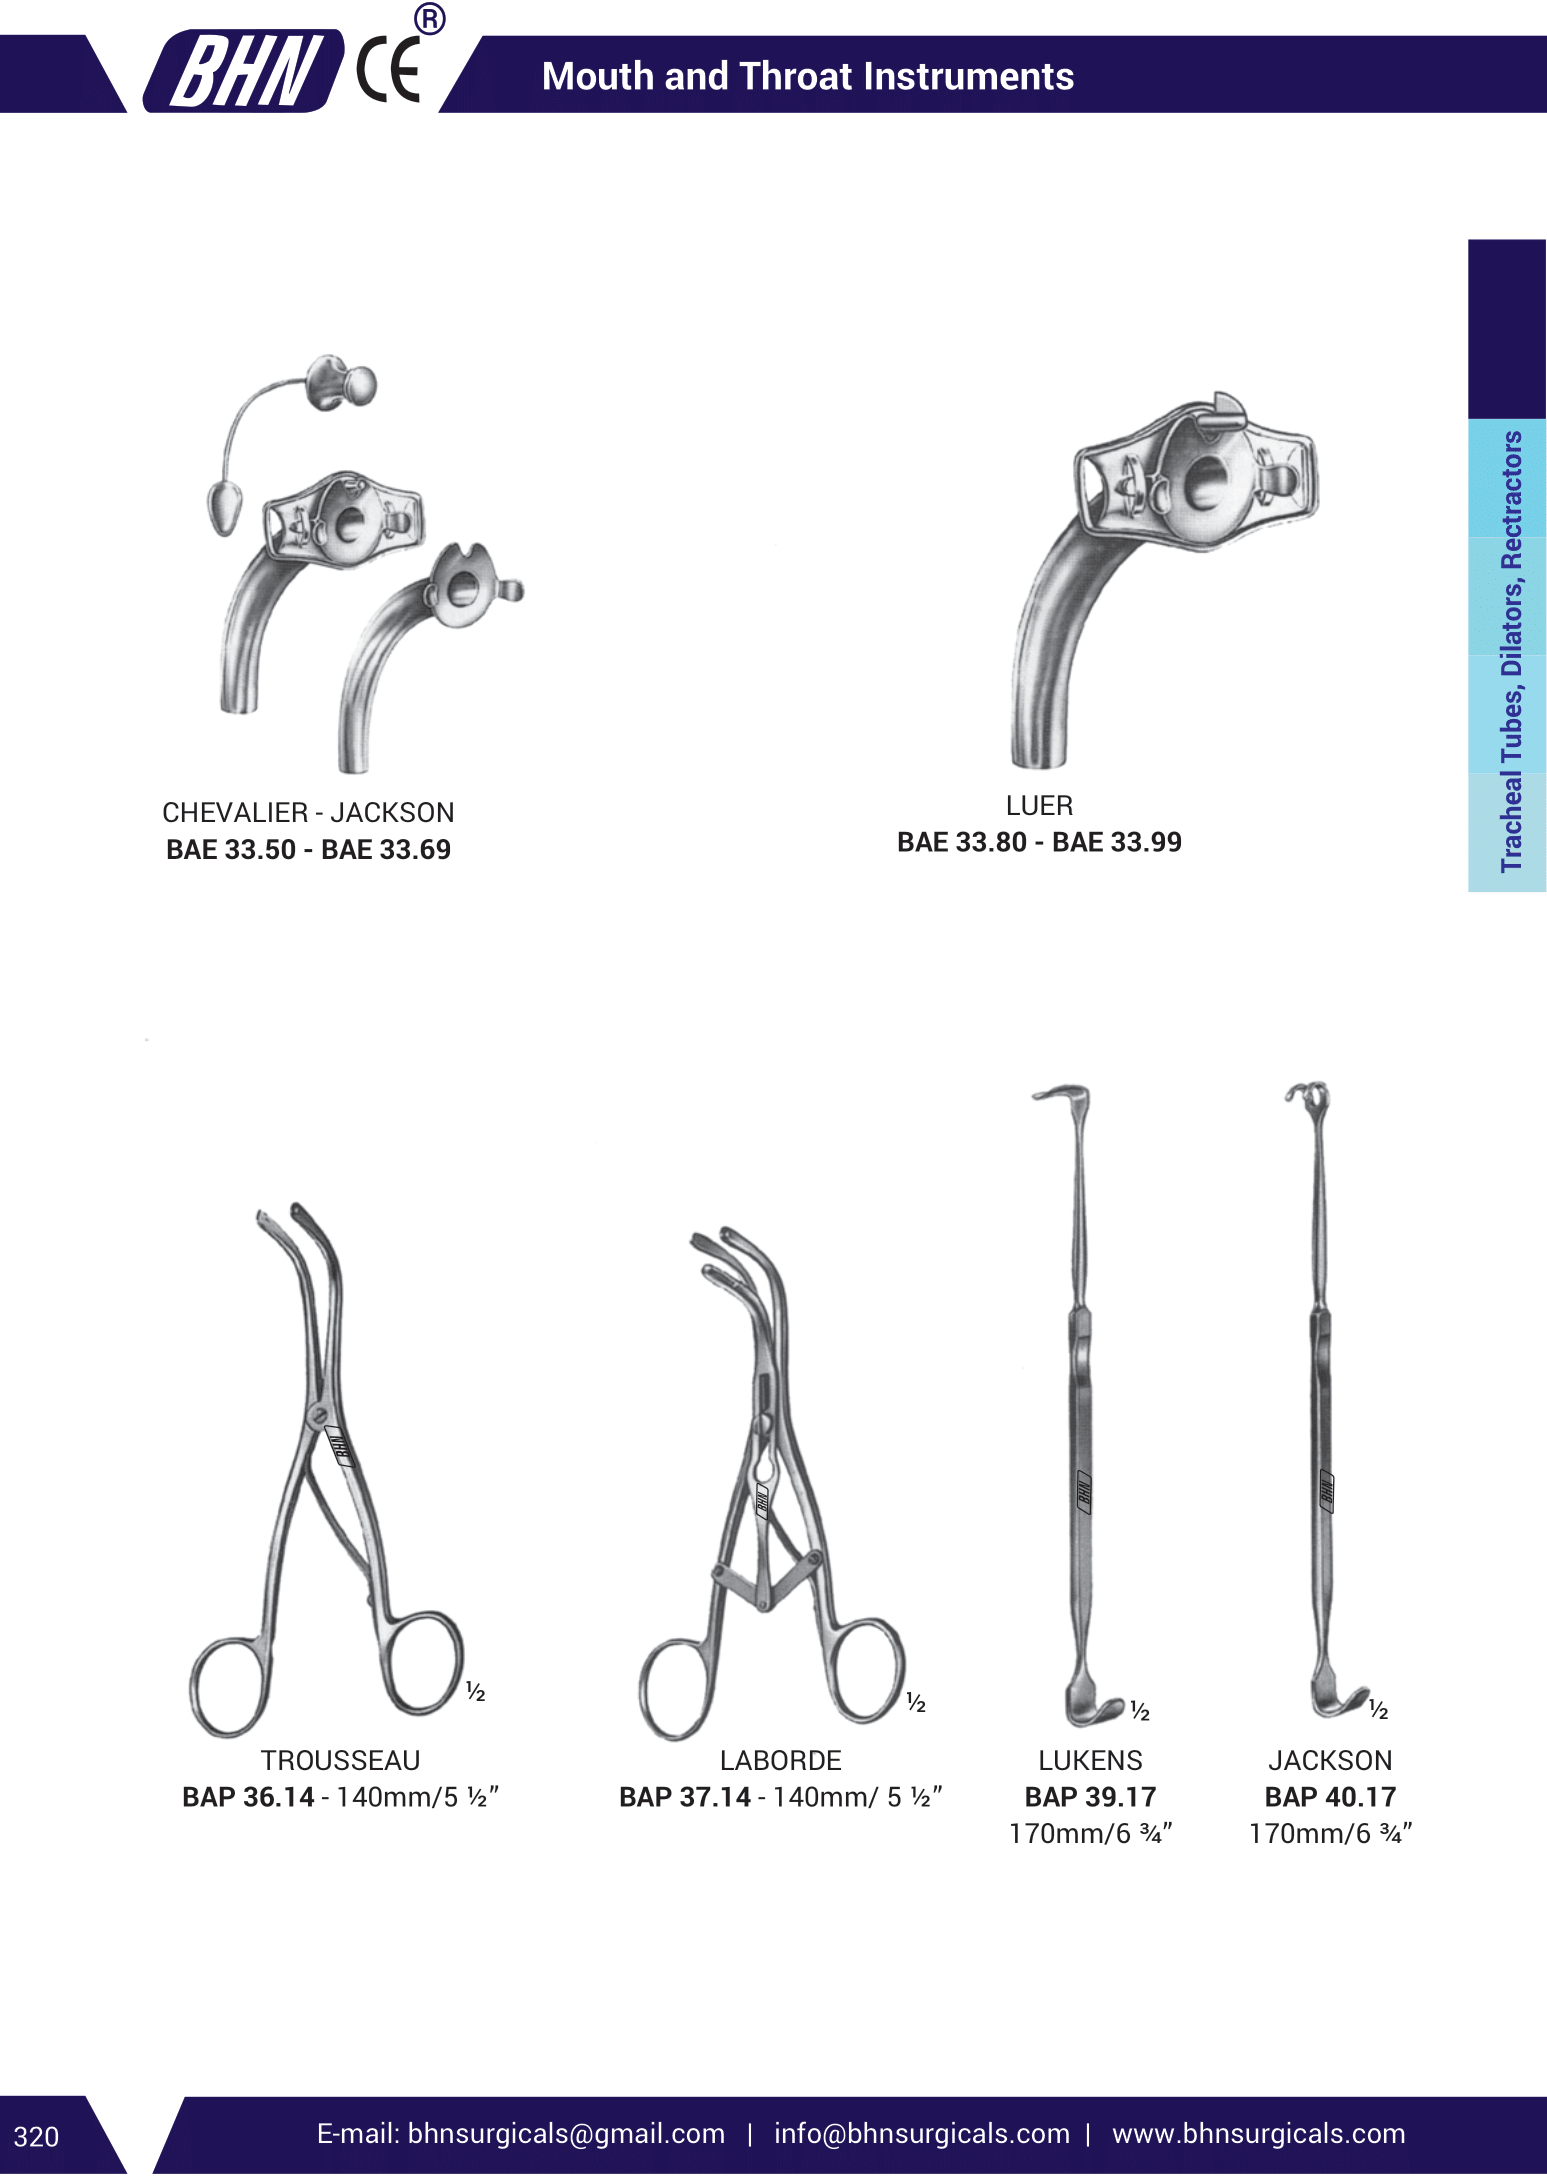 BHN CE ®
Mouth and Throat Instruments
Tracheal Tubes, Dilators, Rectractors
CHEVALIER - JACKSON
BAE 33.50 - BAE 33.69
LUER
BAE 33.80 - BAE 33.99
BHN
BHN
BHN
BHN
½
½
½
½
TROUSSEAU
BAP 36.14 - 140mm/5 ½”
LABORDE
BAP 37.14 - 140mm/ 5 ½”
LUKENS
BAP 39.17
170mm/6 ¾”
JACKSON
BAP 40.17
170mm/6 ¾”
320
E-mail: bhnsurgicals@gmail.com | info@bhnsurgicals.com | www.bhnsurgicals.com